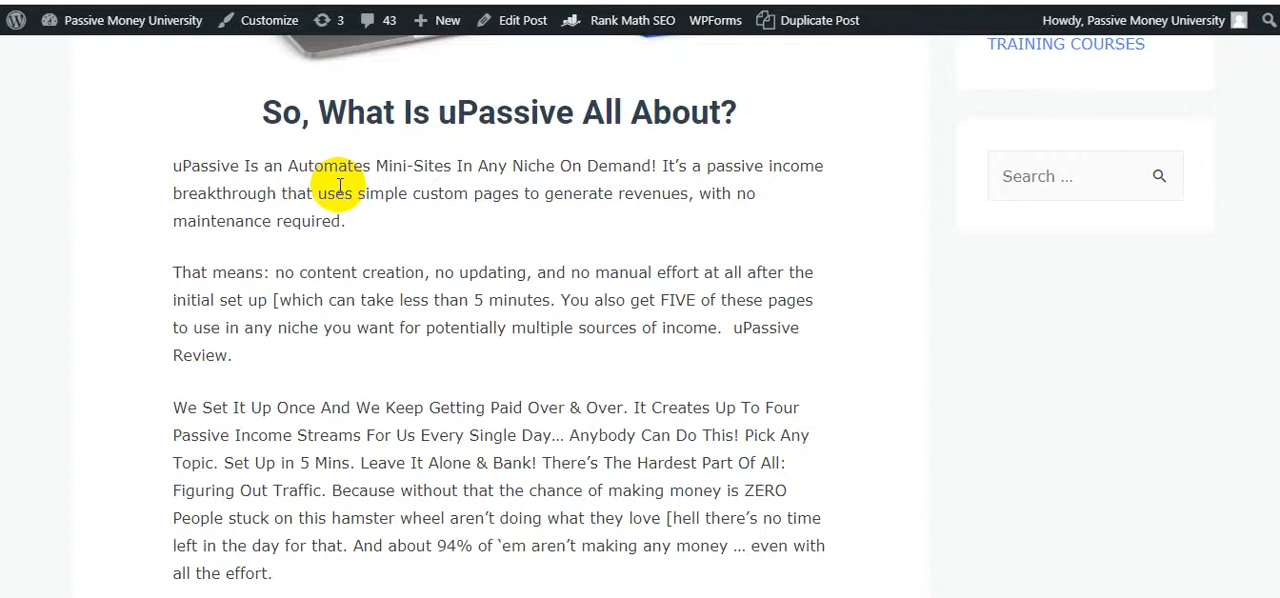 Passive Money University Customize 3 43 New Edit Post Rank Math SEO WPForms Duplicate Post Howdy, Passive Money University
TRAINING COURSES
So, What Is uPassive All About?
uPassive Is an Automates Mini-Sites In Any Niche On Demand! It’s a passive income
breakthrough that uses simple custom pages to generate revenues, with no
maintenance required.
Search ...
That means: no content creation, no updating, and no manual effort at all after the
initial set up [which can take less than 5 minutes. You also get FIVE of these pages
to use in any niche you want for potentially multiple sources of income.  uPassive
Review.
We Set It Up Once And We Keep Getting Paid Over & Over. It Creates Up To Four
Passive Income Streams For Us Every Single Day… Anybody Can Do This! Pick Any
Topic. Set Up in 5 Mins. Leave It Alone & Bank! There’s The Hardest Part Of All:
Figuring Out Traffic. Because without that the chance of making money is ZERO
People stuck on this hamster wheel aren’t doing what they love [hell there’s no time
left in the day for that. And about 94% of ‘em aren’t making any money … even with
all the effort.